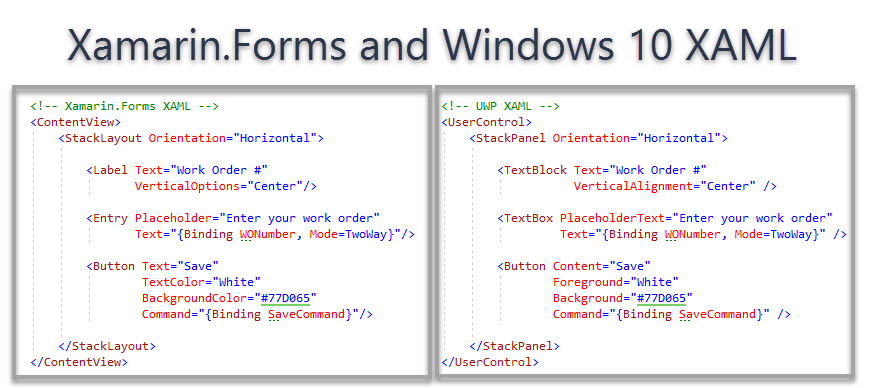 Xamarin.Forms and Windows 10 XAML
<!-- Xamarin.Forms XAML -->
<ContentView>
<StackLayout Orientation="Horizontal">
<Label Text="Work Order #"
VerticalOptions="Center"/>
<Entry Placeholder="Enter your work order"
Text="{Binding WONumber, Mode=TwoWay}"/>
<Button Text="Save"
TextColor="White"
BackgroundColor="#77D065"
Command="{Binding SaveCommand}"/>
</StackLayout>
</ContentView>
<!-- UWP XAML -->
<UserControl>
<StackPanel Orientation="Horizontal">
<TextBlock Text="Work Order #"
VerticalAlignment="Center" />
<TextBox PlaceholderText="Enter your work order"
Text="{Binding WONumber, Mode=TwoWay}" />
<Button Content="Save"
Foreground="White"
Background="#77D065"
Command="{Binding SaveCommand}" />
</StackPanel>
</UserControl>